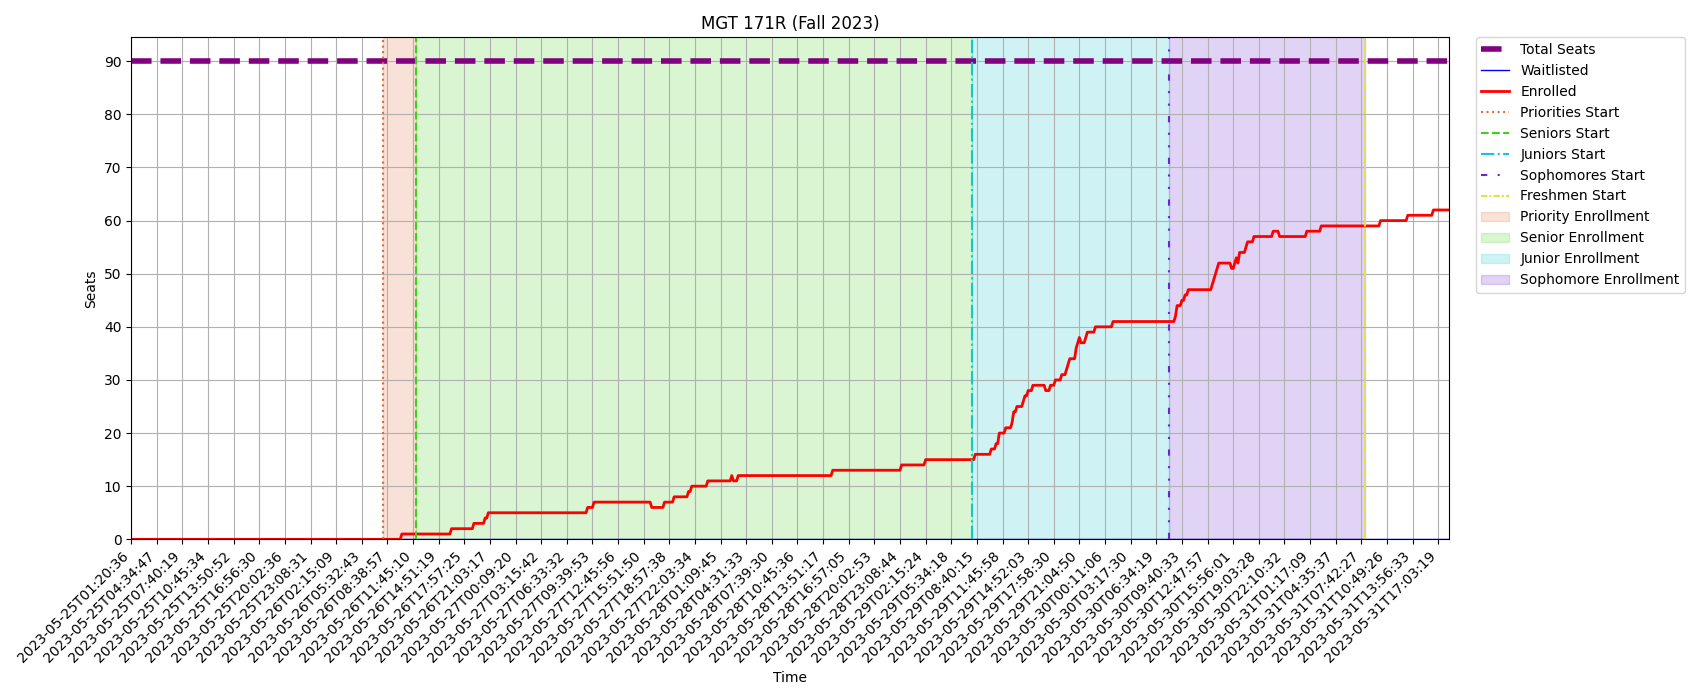 MGT 171R (Fall 2023)
Total Seats
Waitlisted
Enrolled
Priorities Start
Seniors Start
Juniors Start
Sophomores Start
Freshmen Start
Priority Enrollment
Senior Enrollment
Junior Enrollment
Sophomore Enrollment
Seats
90
80
70
60
50
40
30
20
10
0
2023-05-25T01:20:36
2023-05-25T04:34:47
2023-05-25T07:40:19
2023-05-25T10:45:34
2023-05-25T13:50:52
2023-05-25T16:56:30
2023-05-25T20:02:36
2023-05-25T23:08:31
2023-05-26T02:15:09
2023-05-26T05:32:43
2023-05-26T08:38:57
2023-05-26T11:45:10
2023-05-26T14:51:19
2023-05-26T17:57:25
2023-05-26T21:03:17
2023-05-27T00:09:20
2023-05-27T03:15:42
2023-05-27T06:33:32
2023-05-27T09:39:53
2023-05-27T12:45:56
2023-05-27T15:51:50
2023-05-27T18:57:38
2023-05-27T22:03:34
2023-05-28T01:09:45
2023-05-28T04:31:33
2023-05-28T07:39:30
2023-05-28T10:45:36
2023-05-28T13:51:17
2023-05-28T16:57:05
2023-05-28T20:02:53
2023-05-28T23:08:44
2023-05-29T02:15:24
2023-05-29T05:34:18
2023-05-29T08:40:15
2023-05-29T11:45:58
2023-05-29T14:52:03
2023-05-29T17:58:30
2023-05-29T21:04:50
2023-05-30T00:11:06
2023-05-30T03:17:30
2023-05-30T06:34:19
2023-05-30T09:40:33
2023-05-30T12:47:57
2023-05-30T15:56:01
2023-05-30T19:03:28
2023-05-30T22:10:32
2023-05-31T01:17:09
2023-05-31T04:35:37
2023-05-31T07:42:27
2023-05-31T10:49:26
2023-05-31T13:56:33
2023-05-31T17:03:19
Time